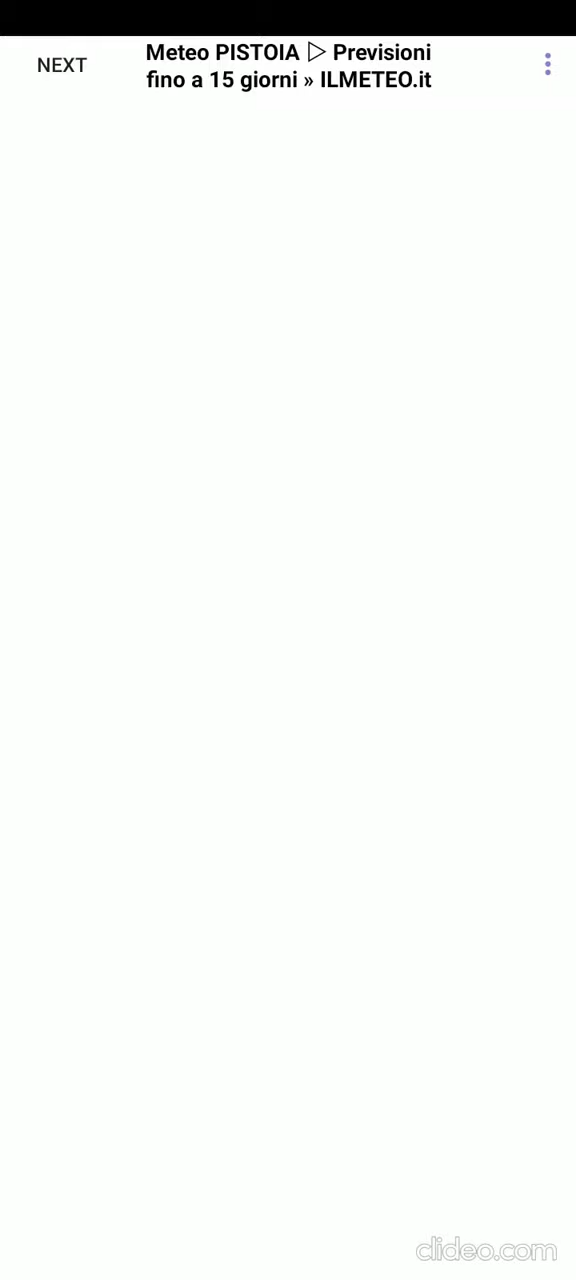 NEXT
Meteo PISTOIA ▷ Previsioni
fino a 15 giorni » ILMETEO.it
clideo.com